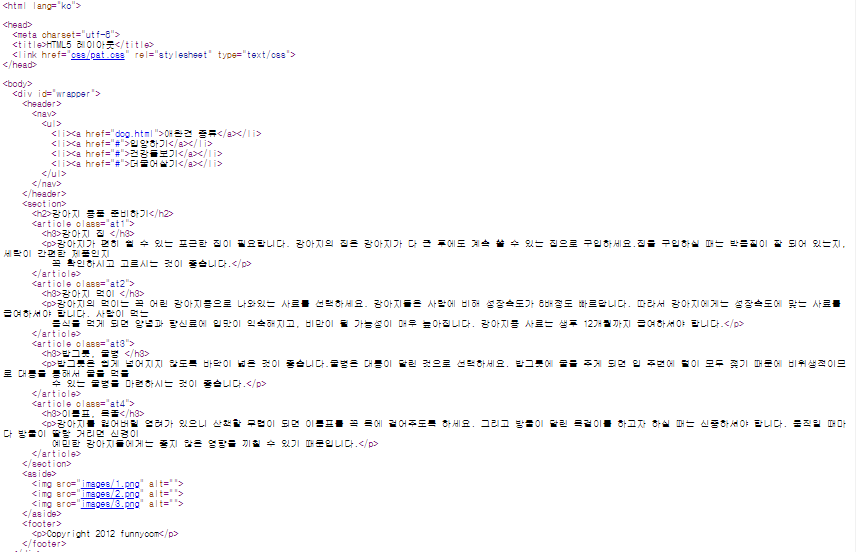 <html lang="ko">
<head>
<meta charset="utf-8">
<title>HTML5 레이아웃</title>
<link href="css/pat.css" rel="stylesheet" type="text/css">
</head>
<body>
<div id="wrapper">
<header>
<nav>
<ul>
<li><a href="dog.html">애완견 종류</a></li>
<li><a href="#">입양하기</a></li>
<li><a href="#">건강돌보기</a></li>
<li><a href="#">더불어살기</a></li>
</ul>
</nav>
</header>
<section>
<h2>강아지 용품 준비하기</h2>
<article class="at1">
<h3>강아지 집 </h3>
<p>강아지가 편히 쉴 수 있는 포근한 집이 필요합니다. 강아지의 집은 강아지가 다 큰 후에도 계속 쓸 수 있는 집으로 구입하세요.집을 구입하실 때는 박음질이 잘 되어 있는지,
세탁이 간편한 제품인지
꼭 확인하시고 고르시는 것이 좋습니다.</p>
</article>
<article class="at2">
<h3>강아지 먹이 </h3>
<p>강아지의 먹이는 꼭 어린 강아지용으로 나와있는 사료를 선택하세요. 강아지들은 사람에 비해 성장속도가 8배정도 빠르답니다. 따라서 강아지에게는 성장속도에 맞는 사료를
급여하셔야 합니다. 사람이 먹는
음식을 먹게 되면 양념과 향신료에 입맛이 익숙해지고, 비만이 될 가능성이 매우 높아집니다. 강아지용 사료는 생후 12개월까지 급여하셔야 합니다.</p>
</article>
<article class="at3">
<h3>밥그릇, 물병 </h3>
<p>밥그릇은 쉽게 넘어지지 않도록 바닥이 넓은 것이 좋습니다.물병은 대롱이 달린 것으로 선택하세요. 밥그릇에 물을 주게 되면 입 주변에 털이 모두 젖기 때문에 비위생적이므
로 대롱을 통해서 물을 먹을
수 있는 물병을 마련하시는 것이 좋습니다.</p>
</article>
<article class="at4">
<h3>이름표, 목줄</h3>
<p>강아지를 잃어버릴 염려가 있으니 산책할 무렵이 되면 이름표를 꼭 목에 걸어주도록 하세요. 그리고 방울이 달린 목걸이를 하고자 하실 때는 신중하셔야 합니다. 움직일 때마
다 방울이 딸랑 거리면 신경이
예민한 강아지들에게는 좋지 않은 영향을 끼칠 수 있기 때문입니다.</p>
</article>
</section>
<aside>
<img src="images/1.png" alt="">
<img src="images/2.png" alt="">
<img src="images/3.png" alt="">
</aside>
<footer>
<p>Copyright 2012 funnycom</p>
</footer>